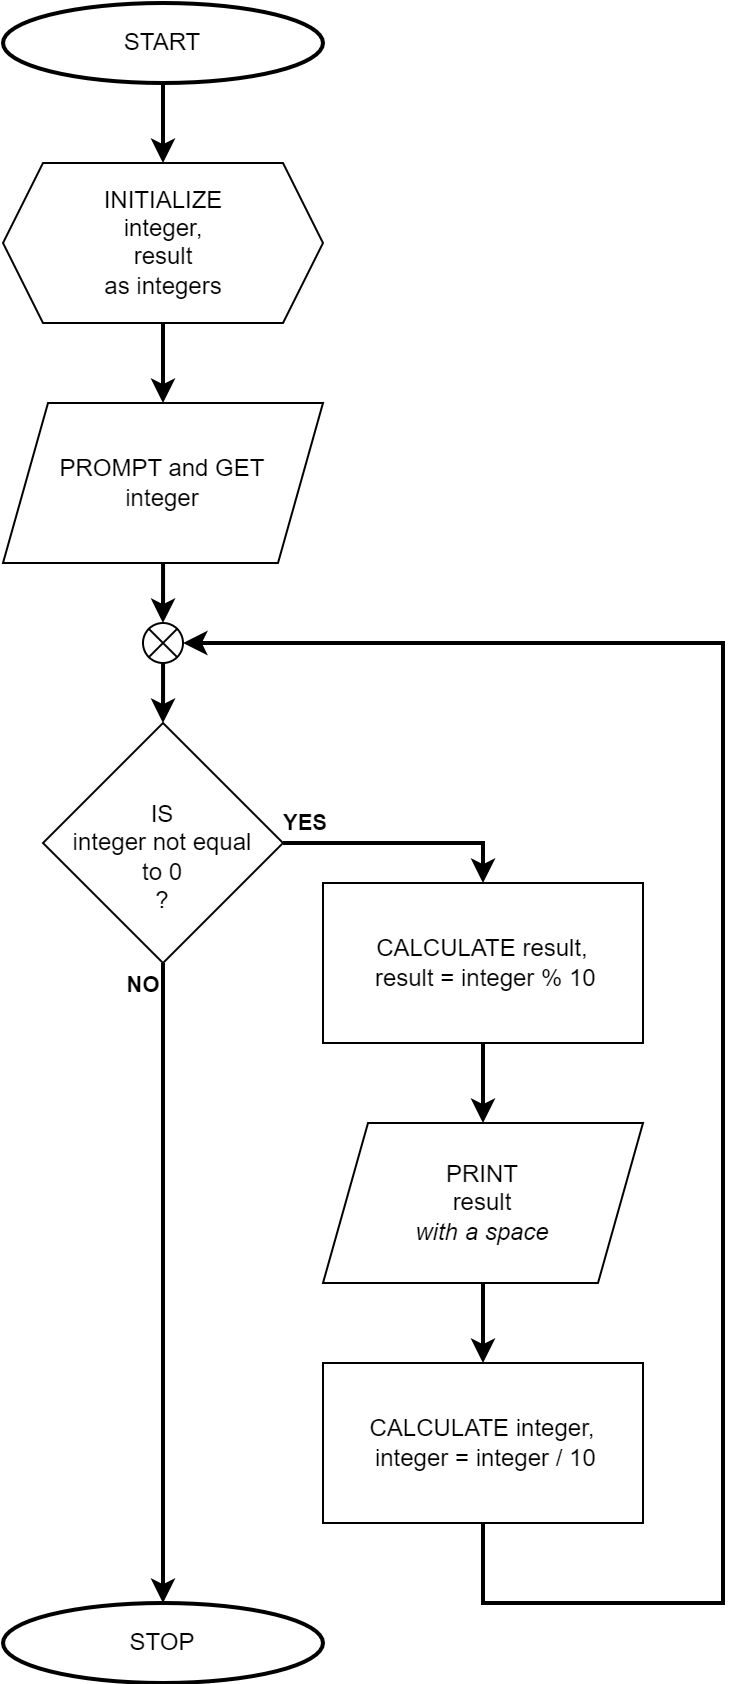 START
INITIALIZE
integer,
result
as integers
PROMPT and GET
integer
IS
integer not equal
to 0
?
YES
NO
CALCULATE result,
result = integer % 10
PRINT
result
with a space
CALCULATE integer,
integer = integer / 10
STOP